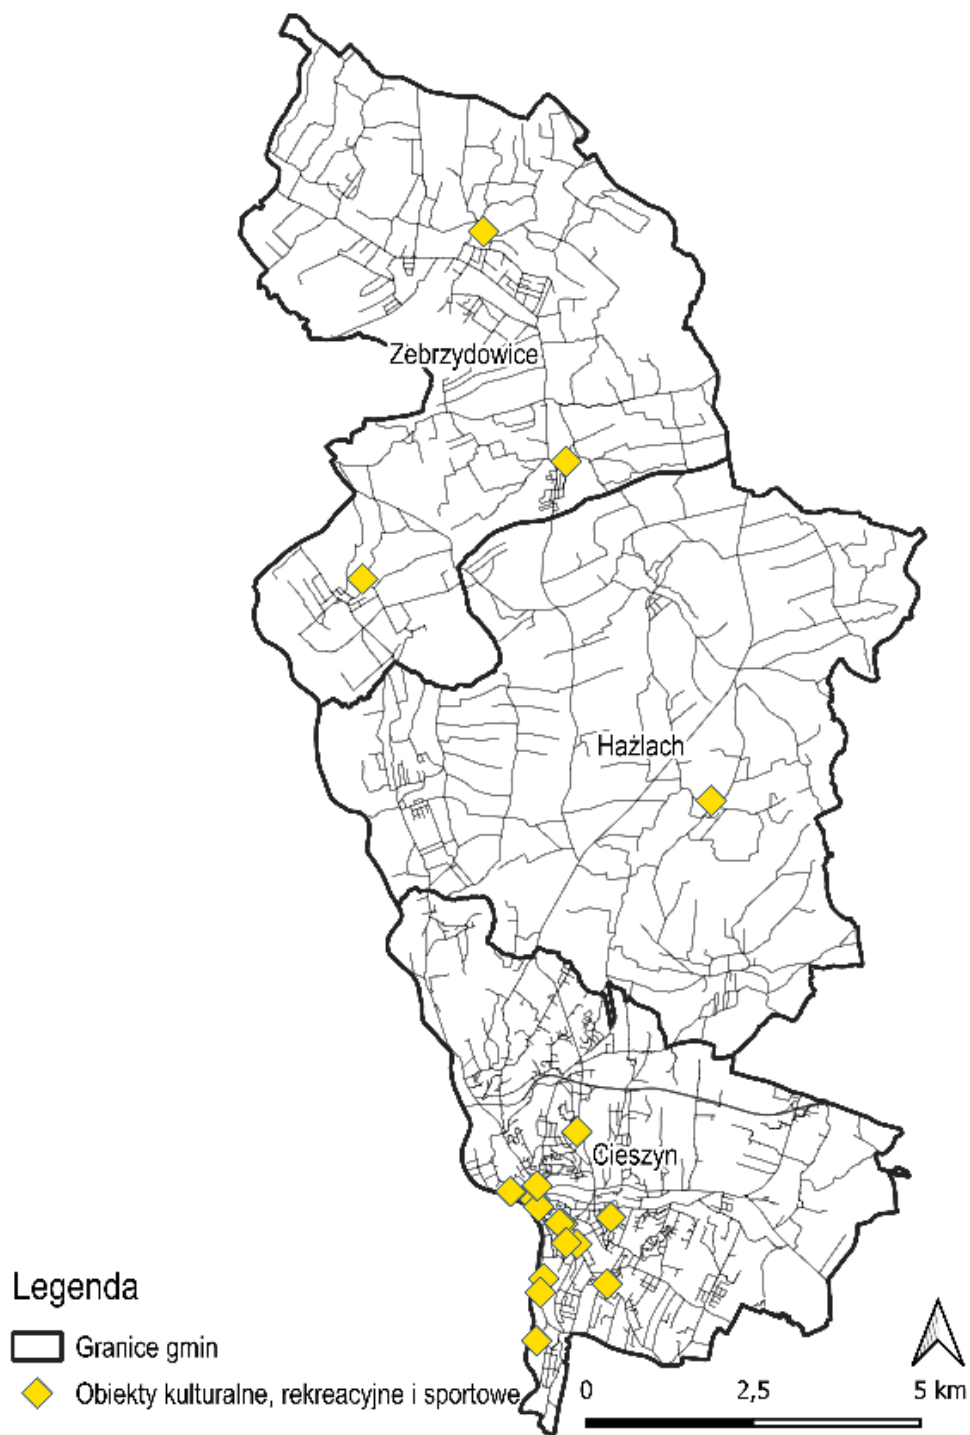 Zebrzydowice
Hażlach
Cieszyn
Legenda
Granice gmin
Obiekty kulturalne, rekreacyjne i sportowe
0 2,5 5 km